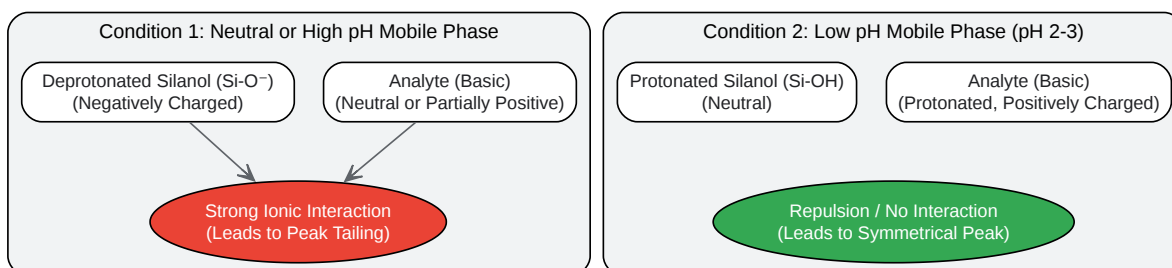 Condition 1: Neutral or High pH Mobile Phase
Deprotonated Silanol (Si-O⁻)
(Negatively Charged)
Analyte (Basic)
(Neutral or Partially Positive)
Strong Ionic Interaction
(Leads to Peak Tailing)
Condition 2: Low pH Mobile Phase (pH 2-3)
Protonated Silanol (Si-OH)
(Neutral)
Analyte (Basic)
(Protonated, Positively Charged)
Repulsion / No Interaction
(Leads to Symmetrical Peak)